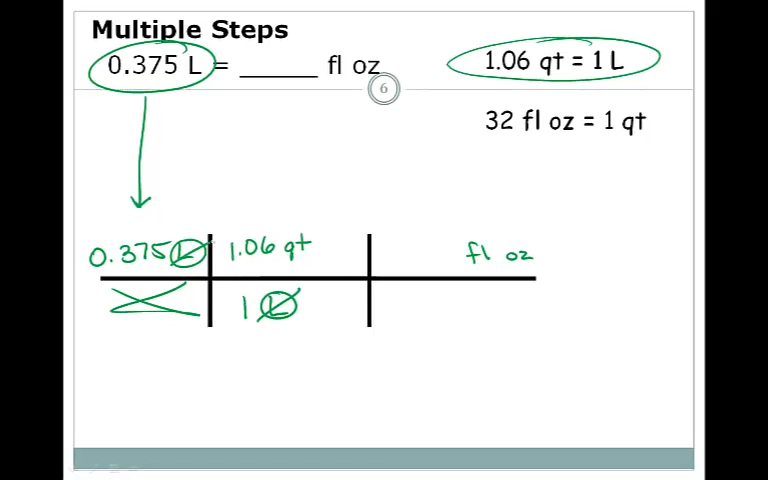 Multiple Steps
0.375 L = _____ fl oz
1.06 qt = 1 L
6
32 fl oz = 1 qt
0.375 L 1.06 qt fl oz
1 L